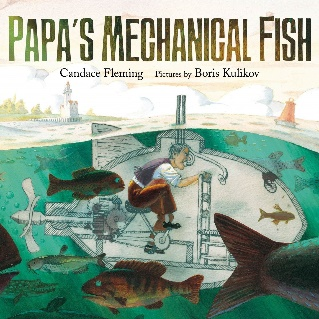 PAPA'S MECHANICAL FISH
Candace Fleming Pictures by Boris Kulikov